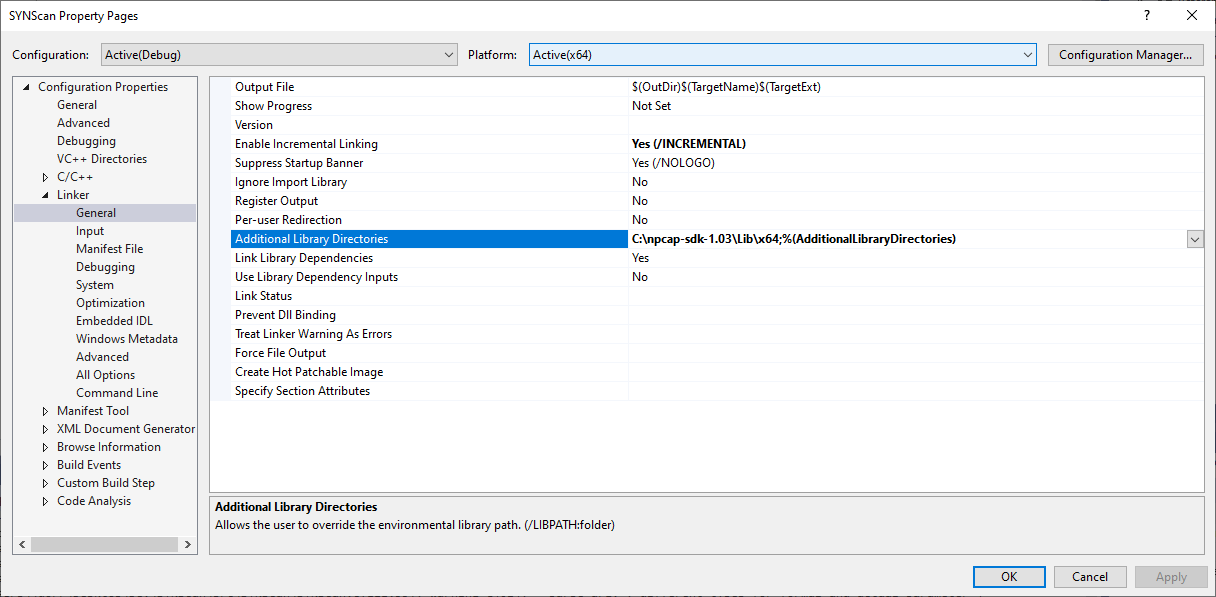 SYNScan Property Pages
?
Configuration: Active(Debug) Platform: Active(x64) Configuration Manager...
Configuration Properties
General
Advanced
Debugging
VC++ Directories
C/C++
Linker
General
Input
Manifest File
Debugging
System
Optimization
Embedded IDL
Windows Metadata
Advanced
All Options
Command Line
Manifest Tool
XML Document Generator
Browse Information
Build Events
Custom Build Step
Code Analysis
Output File $(OutDir)$(TargetName)$(TargetExt)
Show Progress Not Set
Version
Enable Incremental Linking Yes (/INCREMENTAL)
Suppress Startup Banner Yes (/NOLOGO)
Ignore Import Library No
Register Output No
Per-user Redirection No
Additional Library Directories C:\npcap-sdk-1.03\Lib\x64;%(AdditionalLibraryDirectories)
Link Library Dependencies Yes
Use Library Dependency Inputs No
Link Status
Prevent Dll Binding
Treat Linker Warning As Errors
Force File Output
Create Hot Patchable Image
Specify Section Attributes
Additional Library Directories
Allows the user to override the environmental library path. (/LIBPATH:folder)
OK Cancel Apply